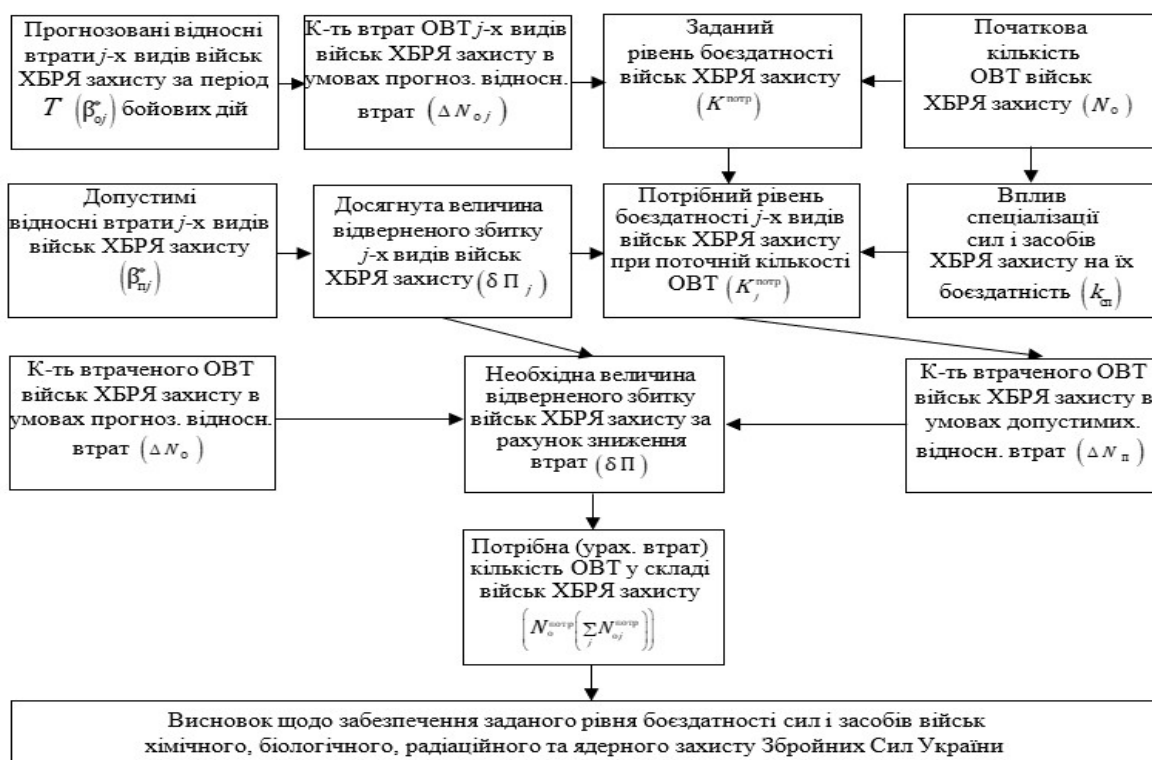 Прогнозовані відносні
втрати j-х видів військ
ХБРЯ захисту за період
T (β*оj) бойових дій
К-ть втрат ОВТ j-х видів
військ ХБРЯ захисту в
умовах прогноз. відносн.
втрат (ΔNоj)
Заданий
рівень боєздатності
військ ХБРЯ захисту
(Kпотр)
Початкова
кількість
ОВТ військ
ХБРЯ захисту (Nо)
Допустимі
відносні втрати j-х видів
військ ХБРЯ захисту
(β*пj)
Досягнута величина
відверненого збитку
j-х видів військ
ХБРЯ захисту (δПj)
Потрібний рівень
боєздатності j-х видів
військ ХБРЯ захисту
при поточній кількості
ОВТ (Kjпотр)
Вплив
спеціалізації
сил і засобів
ХБРЯ захисту на їх
боєздатність (kсп)
К-ть втраченого ОВТ
військ ХБРЯ захисту в
умовах прогноз. відносн.
втрат (ΔNо)
Необхідна величина
відверненого збитку
військ ХБРЯ захисту за
рахунок зниження
втрат (δП)
К-ть втраченого ОВТ
військ ХБРЯ захисту в
умовах допустимих.
відносн. втрат (ΔNп)
Потрібна (урах. втрат)
кількість ОВТ у складі
військ ХБРЯ захисту
(Nопотр(∑j Nоjпотр))
Висновок щодо забезпечення заданого рівня боєздатності сил і засобів військ
хімічного, біологічного, радіаційного та ядерного захисту Збройних Сил України